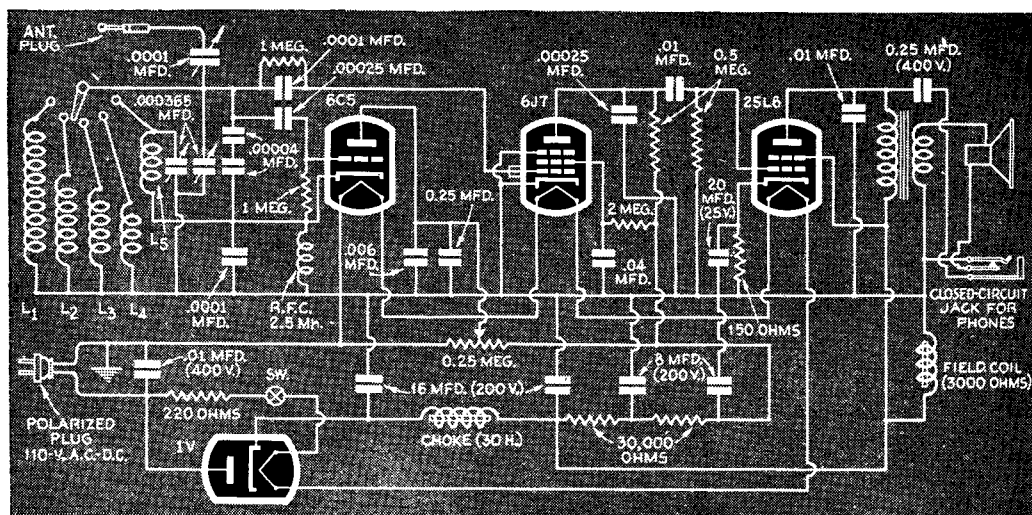 ANT.
PLUG
.0001
MFD.
1 MEG.
.0001 MFD.
.00025 MFD.
6C5
.000365
MFD.
.00004
MFD.
L5
1 MEG.
0.25
MFD.
.006
MFD.
.00025
MFD.
6J7
.01
MFD.
0.5
MEG.
2 MEG.
.04
MFD.
20
MFD.
(25V.)
25L6
.01 MFD.
0.25 MFD.
(400 V.)
150 OHMS
CLOSED-CIRCUIT
JACK FOR
PHONES
L1
L2
L3
L4
.0001
MFD.
R.F.C.
2.5 Mh.
.01 MFD.
(400V.)
0.25 MEG.
16 MFD. (200 V.)
8 MFD.
(200 V.)
FIELD COIL
(3000 OHMS)
220 OHMS
SW.
CHOKE (30 H.)
30,000
OHMS
POLARIZED
PLUG
110-V. A.C.-D.C.
1V